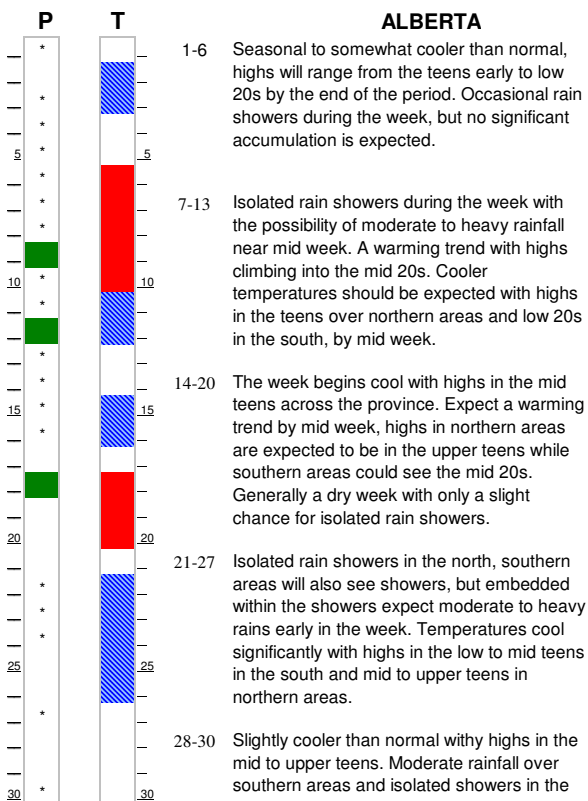 P T ALBERTA
1-6 Seasonal to somewhat cooler than normal,
highs will range from the teens early to low
20s by the end of the period. Occasional rain
showers during the week, but no significant
accumulation is expected.
5 5
7-13 Isolated rain showers during the week with
the possibility of moderate to heavy rainfall
near mid week. A warming trend with highs
climbing into the mid 20s. Cooler
temperatures should be expected with highs
in the teens over northern areas and low 20s
in the south, by mid week.
10 10
14-20 The week begins cool with highs in the mid
teens across the province. Expect a warming
trend by mid week, highs in northern areas
are expected to be in the upper teens while
southern areas could see the mid 20s.
Generally a dry week with only a slight
chance for isolated rain showers.
15 15
20 20
21-27 Isolated rain showers in the north, southern
areas will also see showers, but embedded
within the showers expect moderate to heavy
rains early in the week. Temperatures cool
significantly with highs in the low to mid teens
in the south and mid to upper teens in
northern areas.
25 25
28-30 Slightly cooler than normal withy highs in the
mid to upper teens. Moderate rainfall over
southern areas and isolated showers in the
30 30